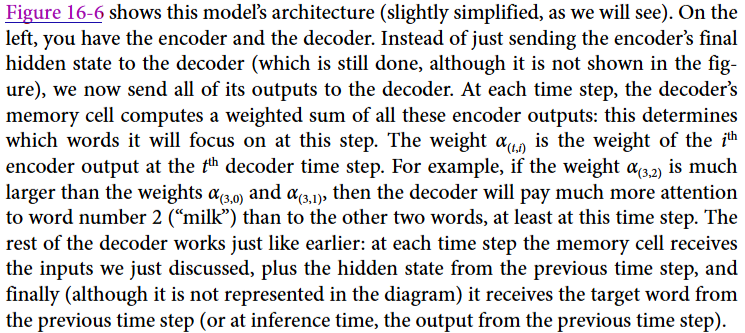 Figure 16-6 shows this model’s architecture (slightly simplified, as we will see). On the
left, you have the encoder and the decoder. Instead of just sending the encoder’s final
hidden state to the decoder (which is still done, although it is not shown in the fig-
ure), we now send all of its outputs to the decoder. At each time step, the decoder’s
memory cell computes a weighted sum of all these encoder outputs: this determines
which words it will focus on at this step. The weight α(t,i) is the weight of the ith
encoder output at the tth decoder time step. For example, if the weight α(3,2) is much
larger than the weights α(3,0) and α(3,1), then the decoder will pay much more attention
to word number 2 (“milk”) than to the other two words, at least at this time step. The
rest of the decoder works just like earlier: at each time step the memory cell receives
the inputs we just discussed, plus the hidden state from the previous time step, and
finally (although it is not represented in the diagram) it receives the target word from
the previous time step (or at inference time, the output from the previous time step).